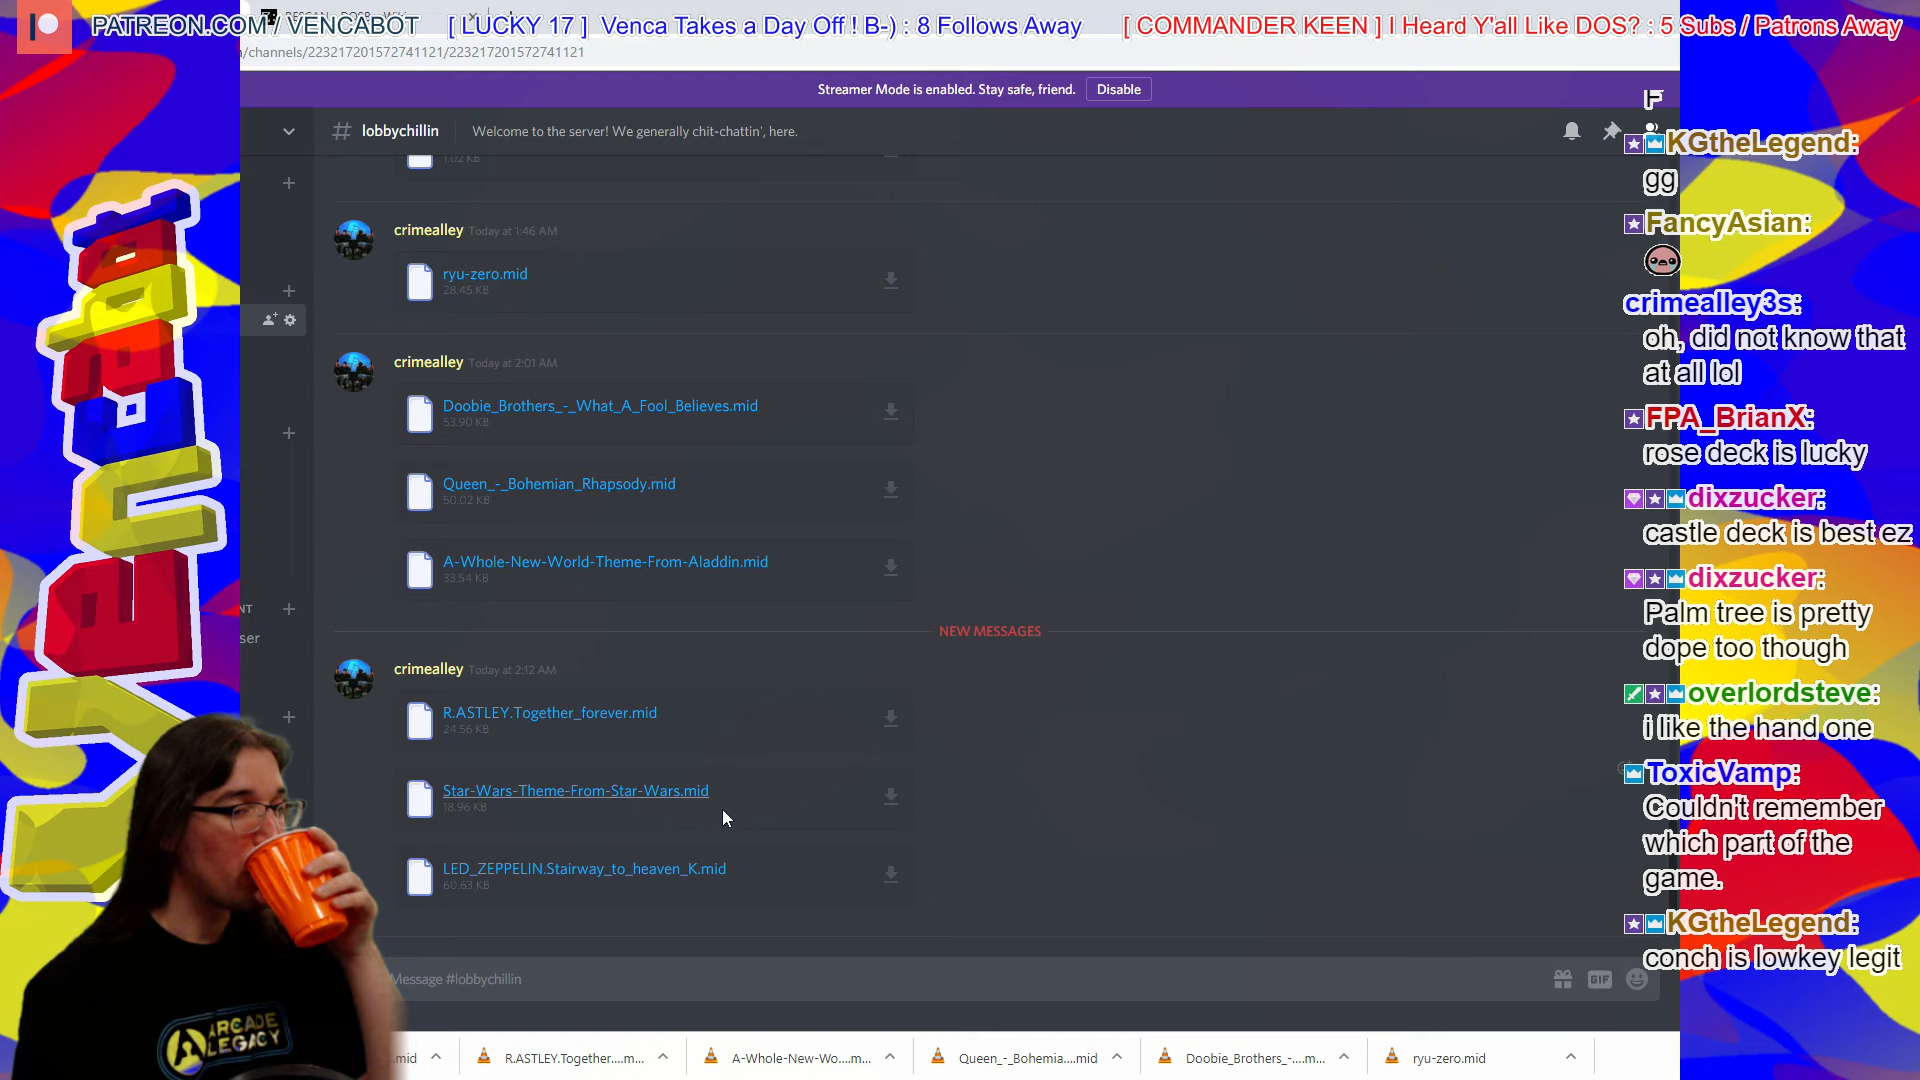 PATREON.COM / VENCABOT [ LUCKY 17 ] Venca Takes a Day Off ! B-) : 8 Follows Away [ COMMANDER KEEN ] I Heard Y'all Like DOS? : 5 Subs / Patrons Away
/channels/223217201572741121/223217201572741121
Streamer Mode is enabled. Stay safe, friend. Disable
# lobbychillin Welcome to the server! We generally chit-chattin', here.
1.02 KB
crimealley Today at 1:46 AM
ryu-zero.mid
28.45 KB
crimealley Today at 2:01 AM
Doobie_Brothers_-_What_A_Fool_Believes.mid
53.90 KB
Queen_-_Bohemian_Rhapsody.mid
50.02 KB
A-Whole-New-World-Theme-From-Aladdin.mid
33.54 KB
NEW MESSAGES
crimealley Today at 2:12 AM
R.ASTLEY.Together_forever.mid
24.56 KB
Star-Wars-Theme-From-Star-Wars.mid
18.96 KB
LED_ZEPPELIN.Stairway_to_heaven_K.mid
60.63 KB
Message #lobbychillin
GIF
NT
ser
.mid
R.ASTLEY.Together....m...
A-Whole-New-Wo....m...
Queen_-_Bohemia....mid
Doobie_Brothers_-....m...
ryu-zero.mid
KGtheLegend:
gg
FancyAsian:
crimealley3s:
oh, did not know that
at all lol
FPA_BrianX:
rose deck is lucky
dixzucker:
castle deck is best ez
dixzucker:
Palm tree is pretty
dope too though
overlordsteve:
i like the hand one
ToxicVamp:
Couldn't remember
which part of the
game.
KGtheLegend:
conch is lowkey legit
Vencabot
ARCADE
LEGACY